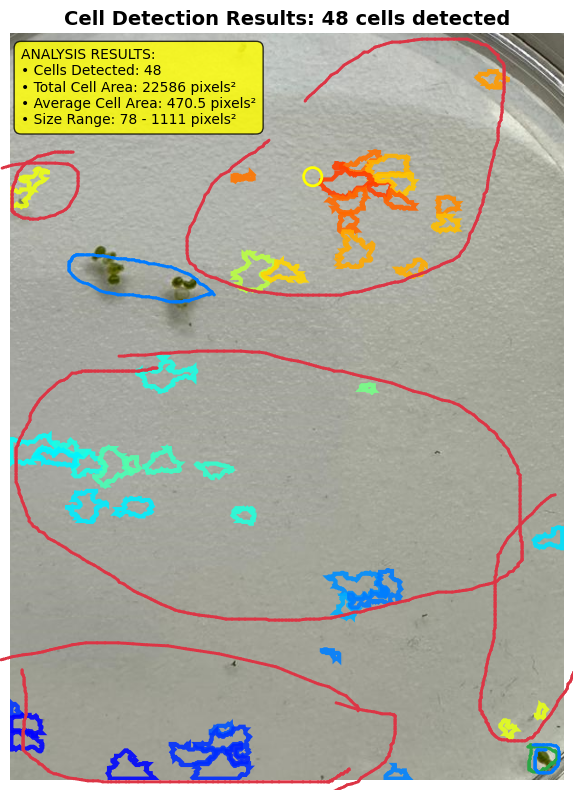 Cell Detection Results: 48 cells detected
ANALYSIS RESULTS:
• Cells Detected: 48
• Total Cell Area: 22586 pixels²
• Average Cell Area: 470.5 pixels²
• Size Range: 78 - 1111 pixels²